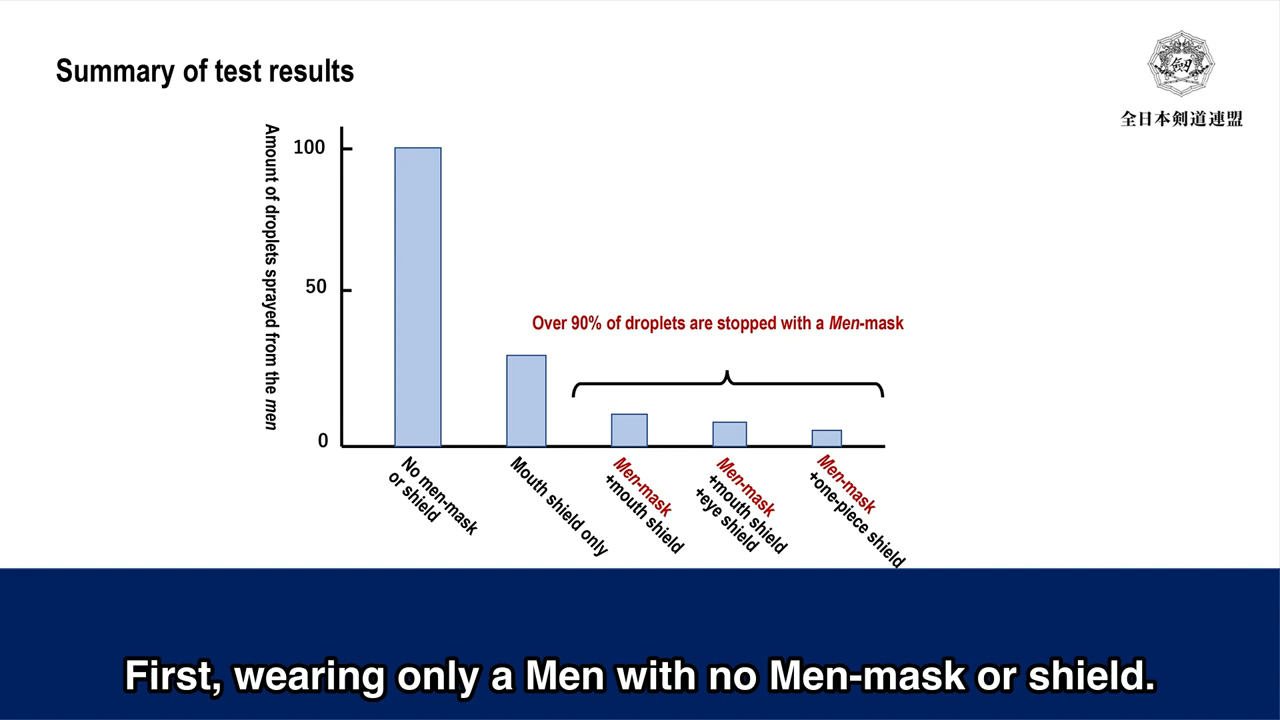 Summary of test results
全日本剣道連盟
Amount of droplets sprayed from the men
100
50
0
Over 90% of droplets are stopped with a Men-mask
No men-mask
or shield
Mouth shield only
Men-mask
+mouth shield
Men-mask
+mouth shield
+eye shield
Men-mask
+one-piece shield
First, wearing only a Men with no Men-mask or shield.